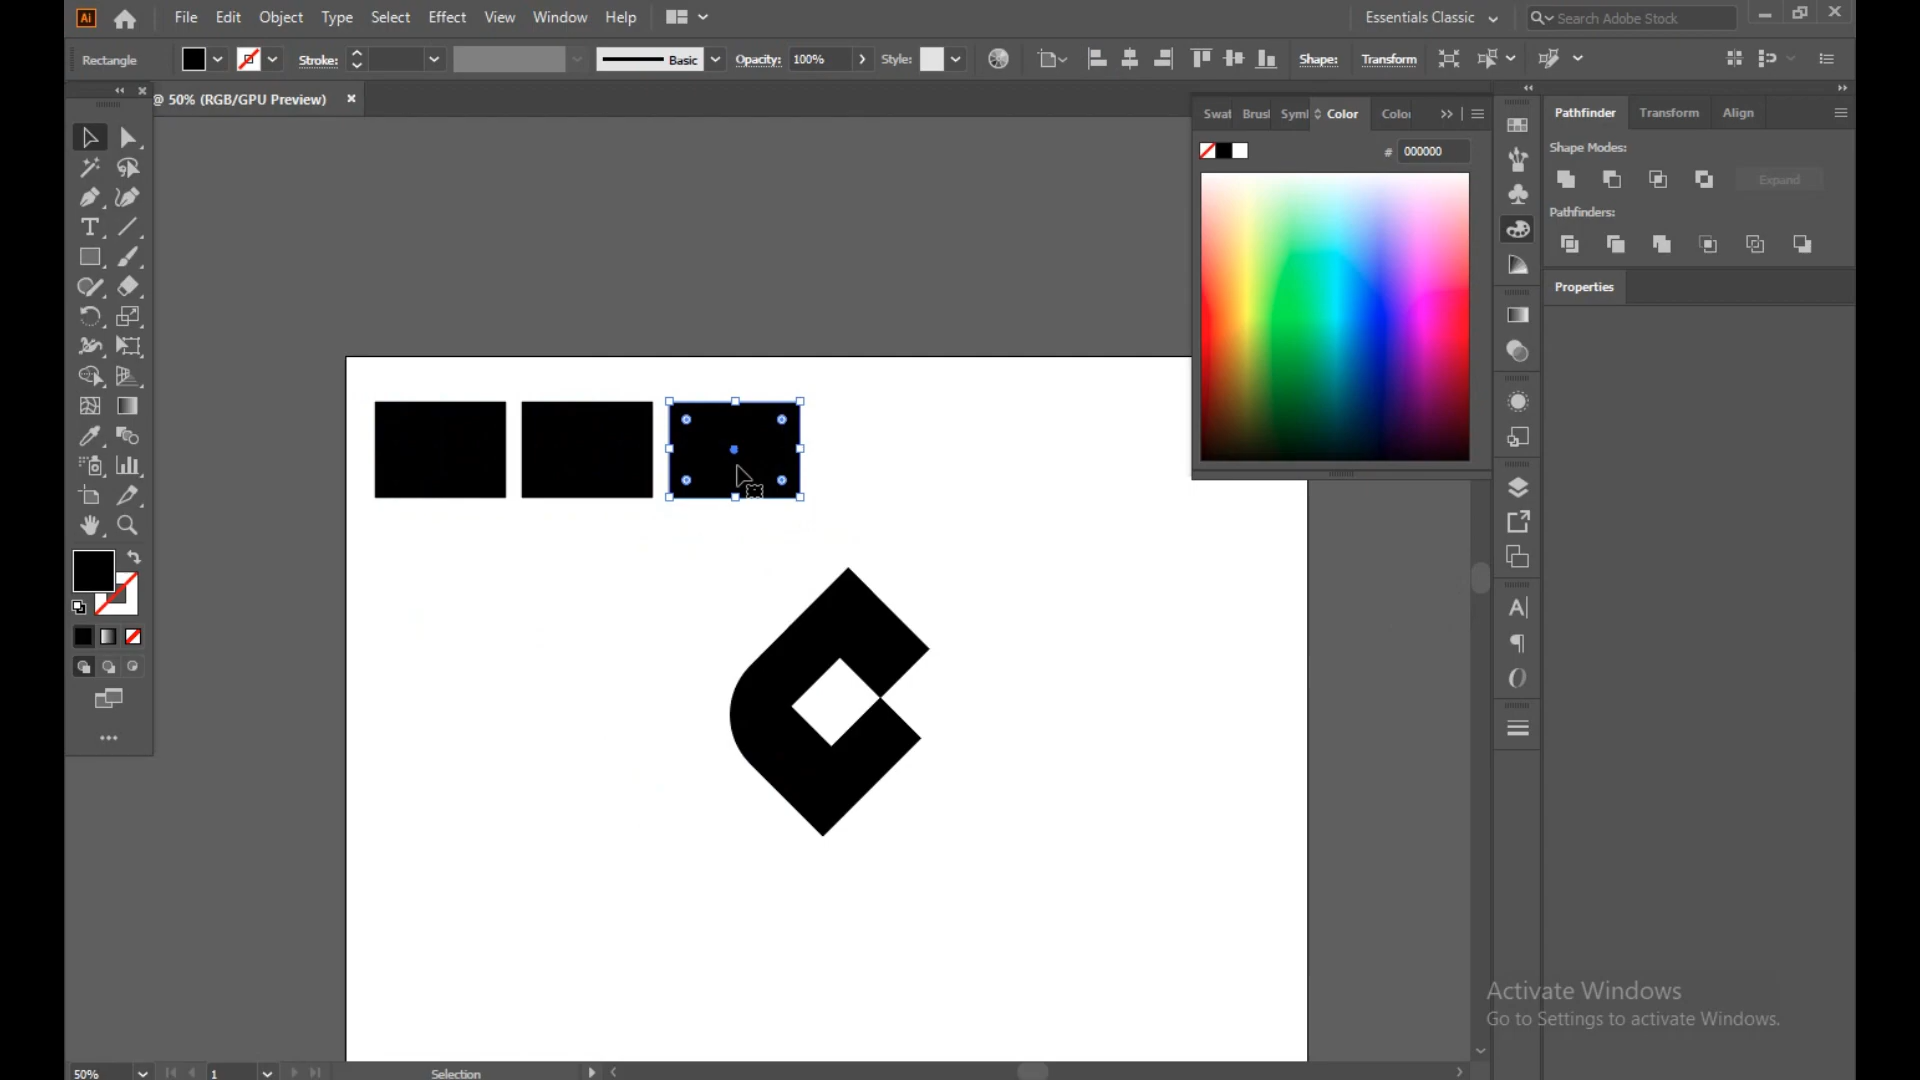 Ai File Edit Object Type Select Effect View Window Help Essentials Classic Search Adobe Stock
Rectangle Stroke: Basic Opacity: 100% Style: Shape: Transform
@ 50% (RGB/GPU Preview)
Swat Brus Syml Color Color
# 000000
Pathfinder Transform Align
Shape Modes:
Expand
Pathfinders:
Properties
Activate Windows
Go to Settings to activate Windows.
50% 1 Selection